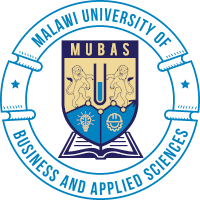 MALAWI UNIVERSITY OF
MUBAS
BUSINESS AND APPLIED SCIENCES